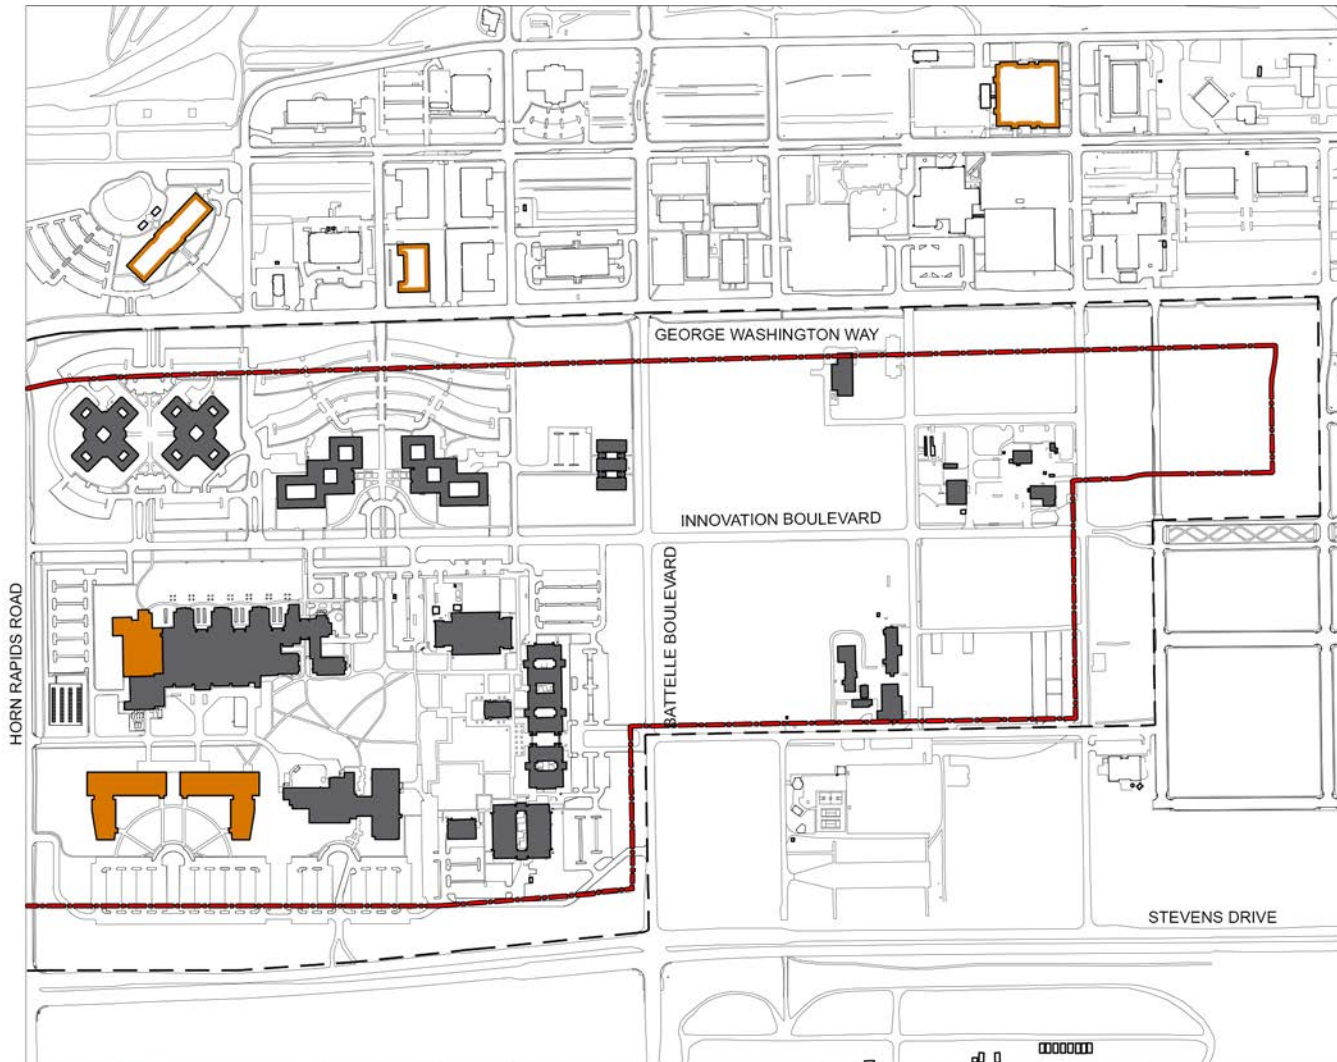 GEORGE WASHINGTON WAY
INNOVATION BOULEVARD
BATTELLE BOULEVARD
HORN RAPIDS ROAD
STEVENS DRIVE